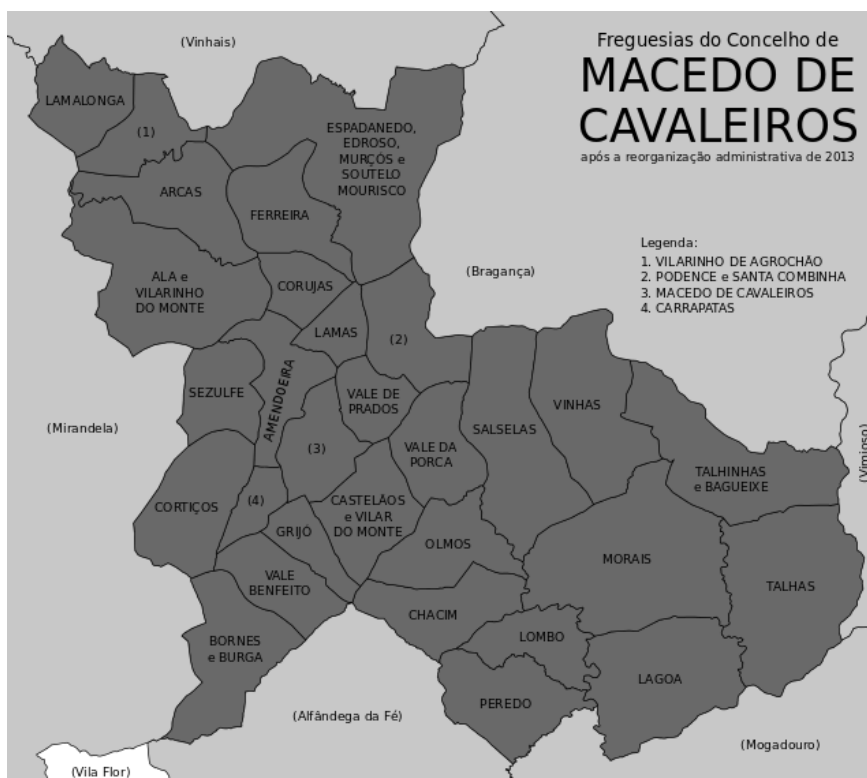 (Vinhais)
Freguesias do Concelho de
MACEDO DE
CAVALEIROS
após a reorganização administrativa de 2013
LAMALONGA
(1)
ESPADANEDO,
EDROSO,
MURÇÓS e
SOUTELO
MOURISCO
ARCAS
FERREIRA
Legenda:
1. VILARINHO DE AGROCHÃO
2. PODENCE e SANTA COMBINHA
3. MACEDO DE CAVALEIROS
4. CARRAPATAS
(Bragança)
ALA e
VILARINHO
DO MONTE
CORUJAS
LAMAS
(2)
SEZULFE
AMENDOEIRA
VALE DE
PRADOS
(Mirandela)
SALSELAS
VINHAS
(3)
VALE DA
PORCA
(Vimioso)
TALHINHAS
e BAGUEIXE
CORTIÇOS
(4)
CASTELÃOS
e VILAR
DO MONTE
GRIJÓ
OLMOS
MORAIS
TALHAS
VALE
BENFEITO
CHACIM
BORNES
e BURGA
LOMBO
LAGOA
PEREDO
(Alfândega da Fé)
(Mogadouro)
(Vila Flor)